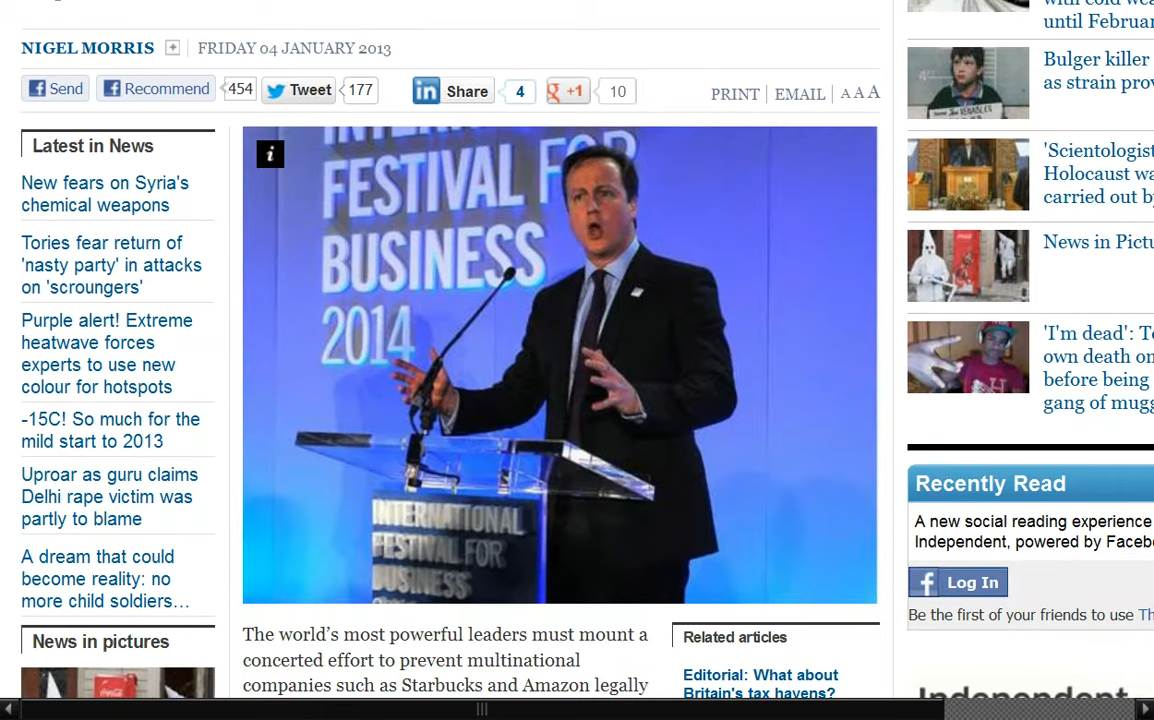 until February
NIGEL MORRIS
FRIDAY 04 JANUARY 2013
Send
Recommend
454
Tweet
177
in Share
4
g +1
10
PRINT
EMAIL
A A A
Latest in News
New fears on Syria's
chemical weapons
Tories fear return of
'nasty party' in attacks
on 'scroungers'
Purple alert! Extreme
heatwave forces
experts to use new
colour for hotspots
-15C! So much for the
mild start to 2013
Uproar as guru claims
Delhi rape victim was
partly to blame
A dream that could
become reality: no
more child soldiers…
News in pictures
i
FESTIVAL FOR
BUSINESS
2014
INTERNATIONAL
FESTIVAL FOR
BUSINESS
The world's most powerful leaders must mount a
concerted effort to prevent multinational
companies such as Starbucks and Amazon legally
Related articles
Editorial: What about
Britain's tax havens?
Bulger killer
as strain prov
'Scientologist
Holocaust wa
carried out by
News in Pictu
'I'm dead': Te
own death on
before being
gang of mugg
Recently Read
A new social reading experience
Independent, powered by Facebo
f Log In
Be the first of your friends to use Th
Independent